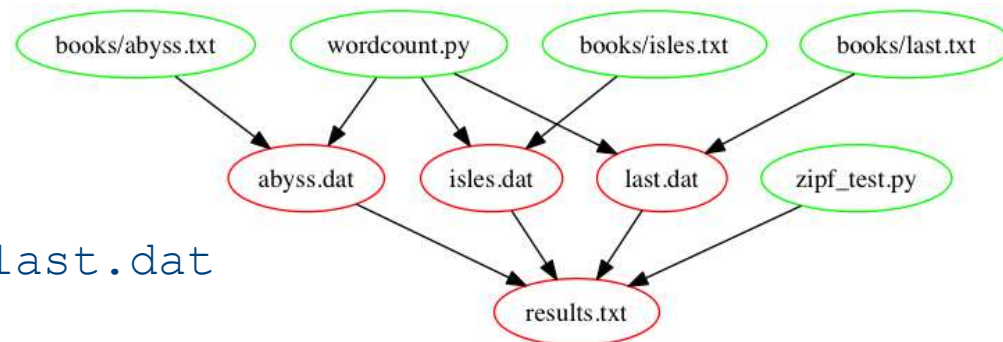 books/abyss.txt wordcount.py books/isles.txt books/last.txt
abyss.dat isles.dat last.dat zipf_test.py
last.dat
results.txt